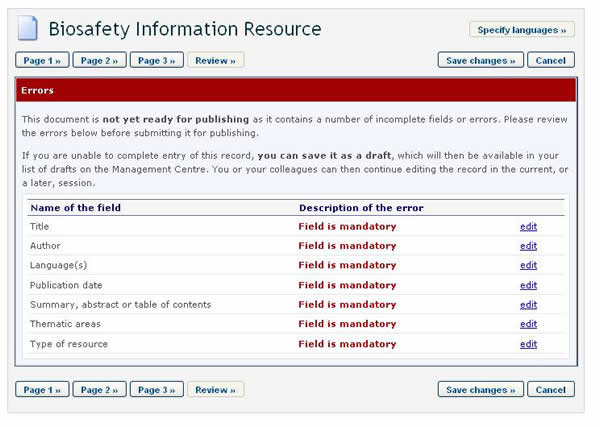 Biosafety Information Resource
Specify languages »
Page 1 » Page 2 » Page 3 » Review » Save changes » Cancel
Errors
This document is not yet ready for publishing as it contains a number of incomplete fields or errors. Please review
the errors below before submitting it for publishing.
If you are unable to complete entry of this record, you can save it as a draft, which will then be available in your
list of drafts on the Management Centre. You or your colleagues can then continue editing the record in the current, or
a later, session.
Name of the field Description of the error
Title Field is mandatory edit
Author Field is mandatory edit
Language(s) Field is mandatory edit
Publication date Field is mandatory edit
Summary, abstract or table of contents Field is mandatory edit
Thematic areas Field is mandatory edit
Type of resource Field is mandatory edit
Page 1 » Page 2 » Page 3 » Review » Save changes » Cancel